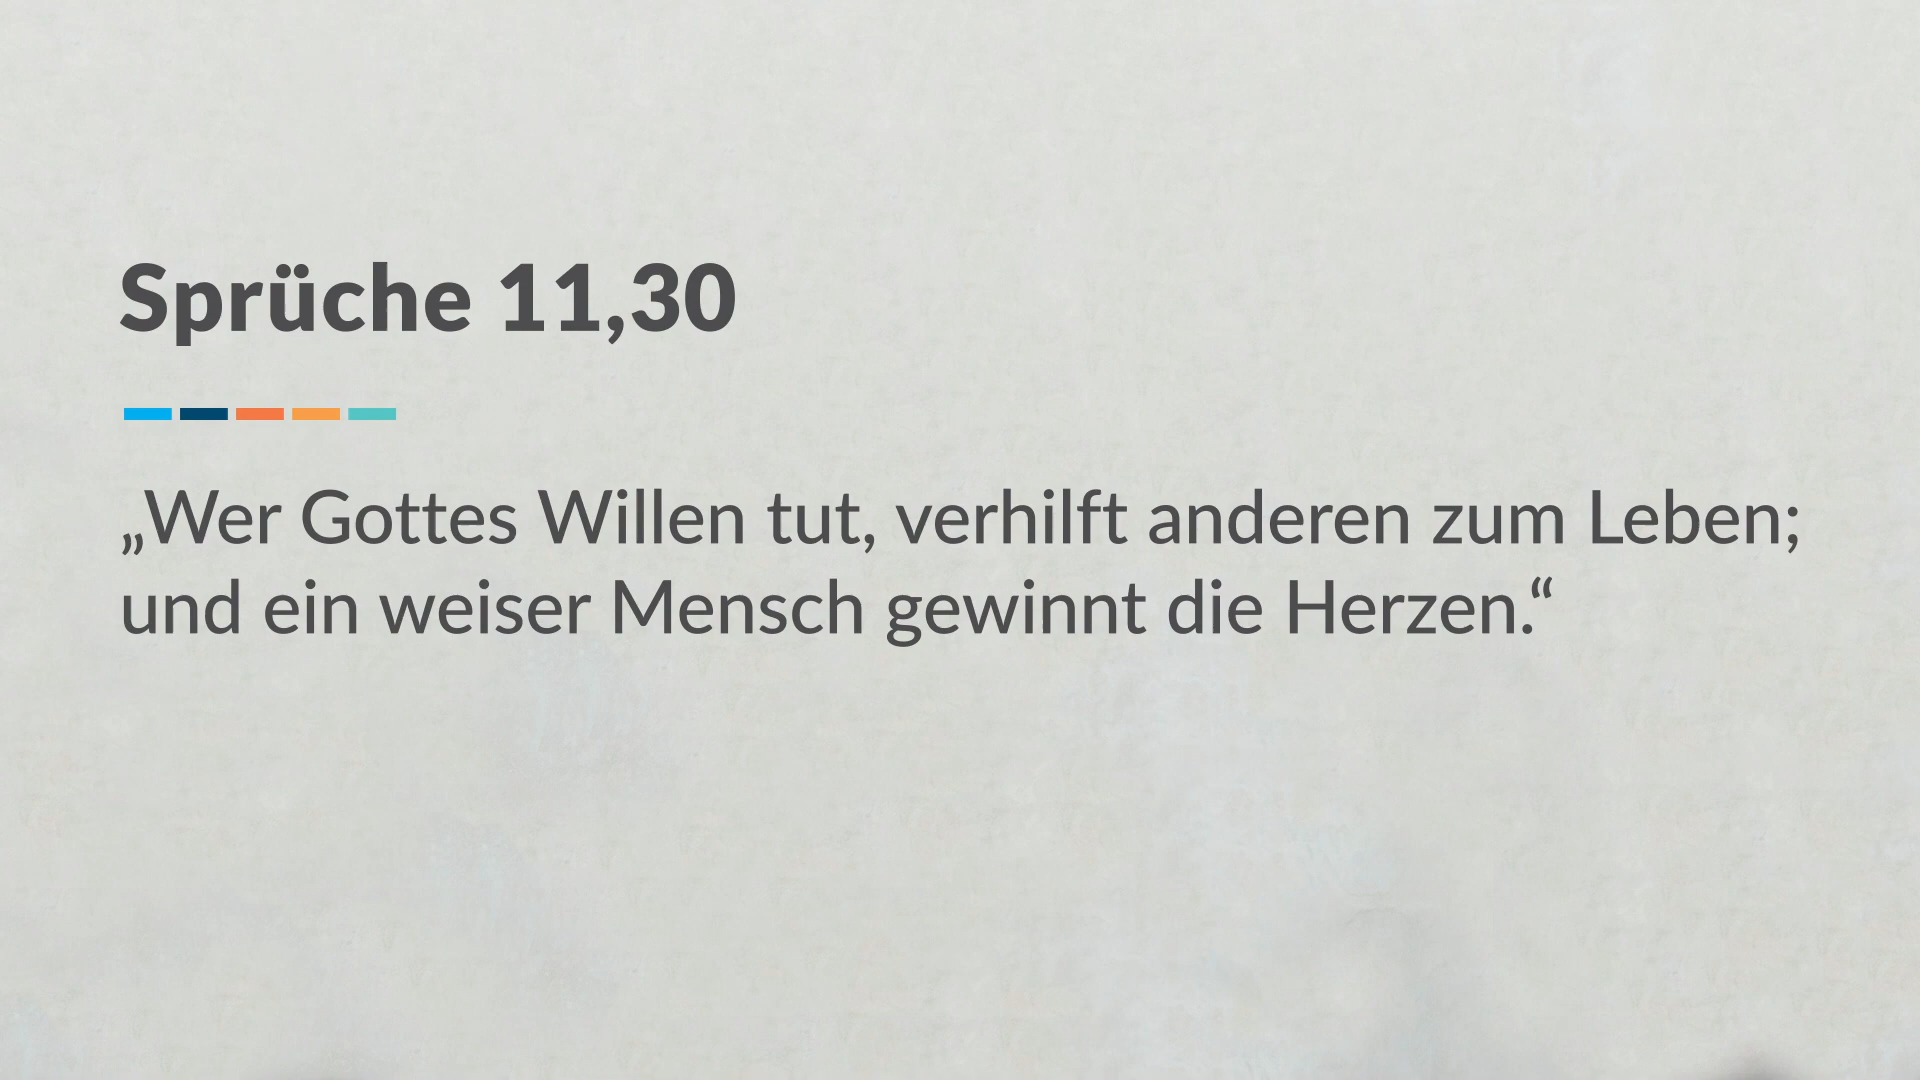 Sprüche 11,30
„Wer Gottes Willen tut, verhilft anderen zum Leben;
und ein weiser Mensch gewinnt die Herzen.“